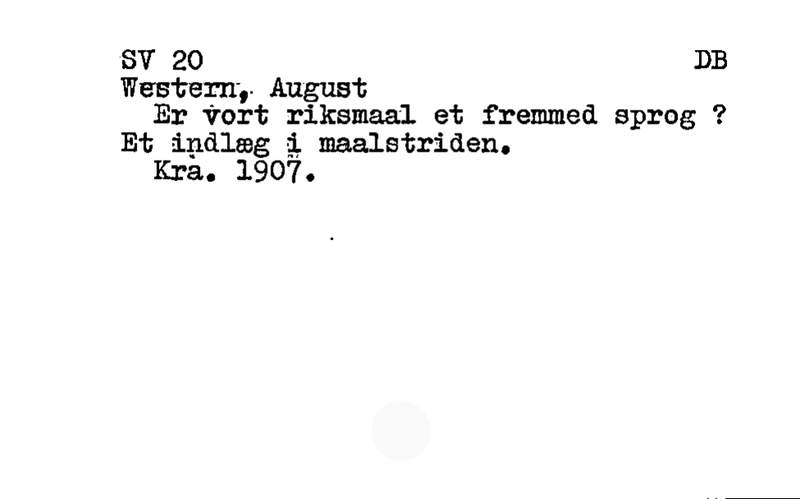 SV 20 DB
Western, August
Er vort riksmaal et fremmed sprog ?
Et indlæg i maalstriden.
Kra. 1907.